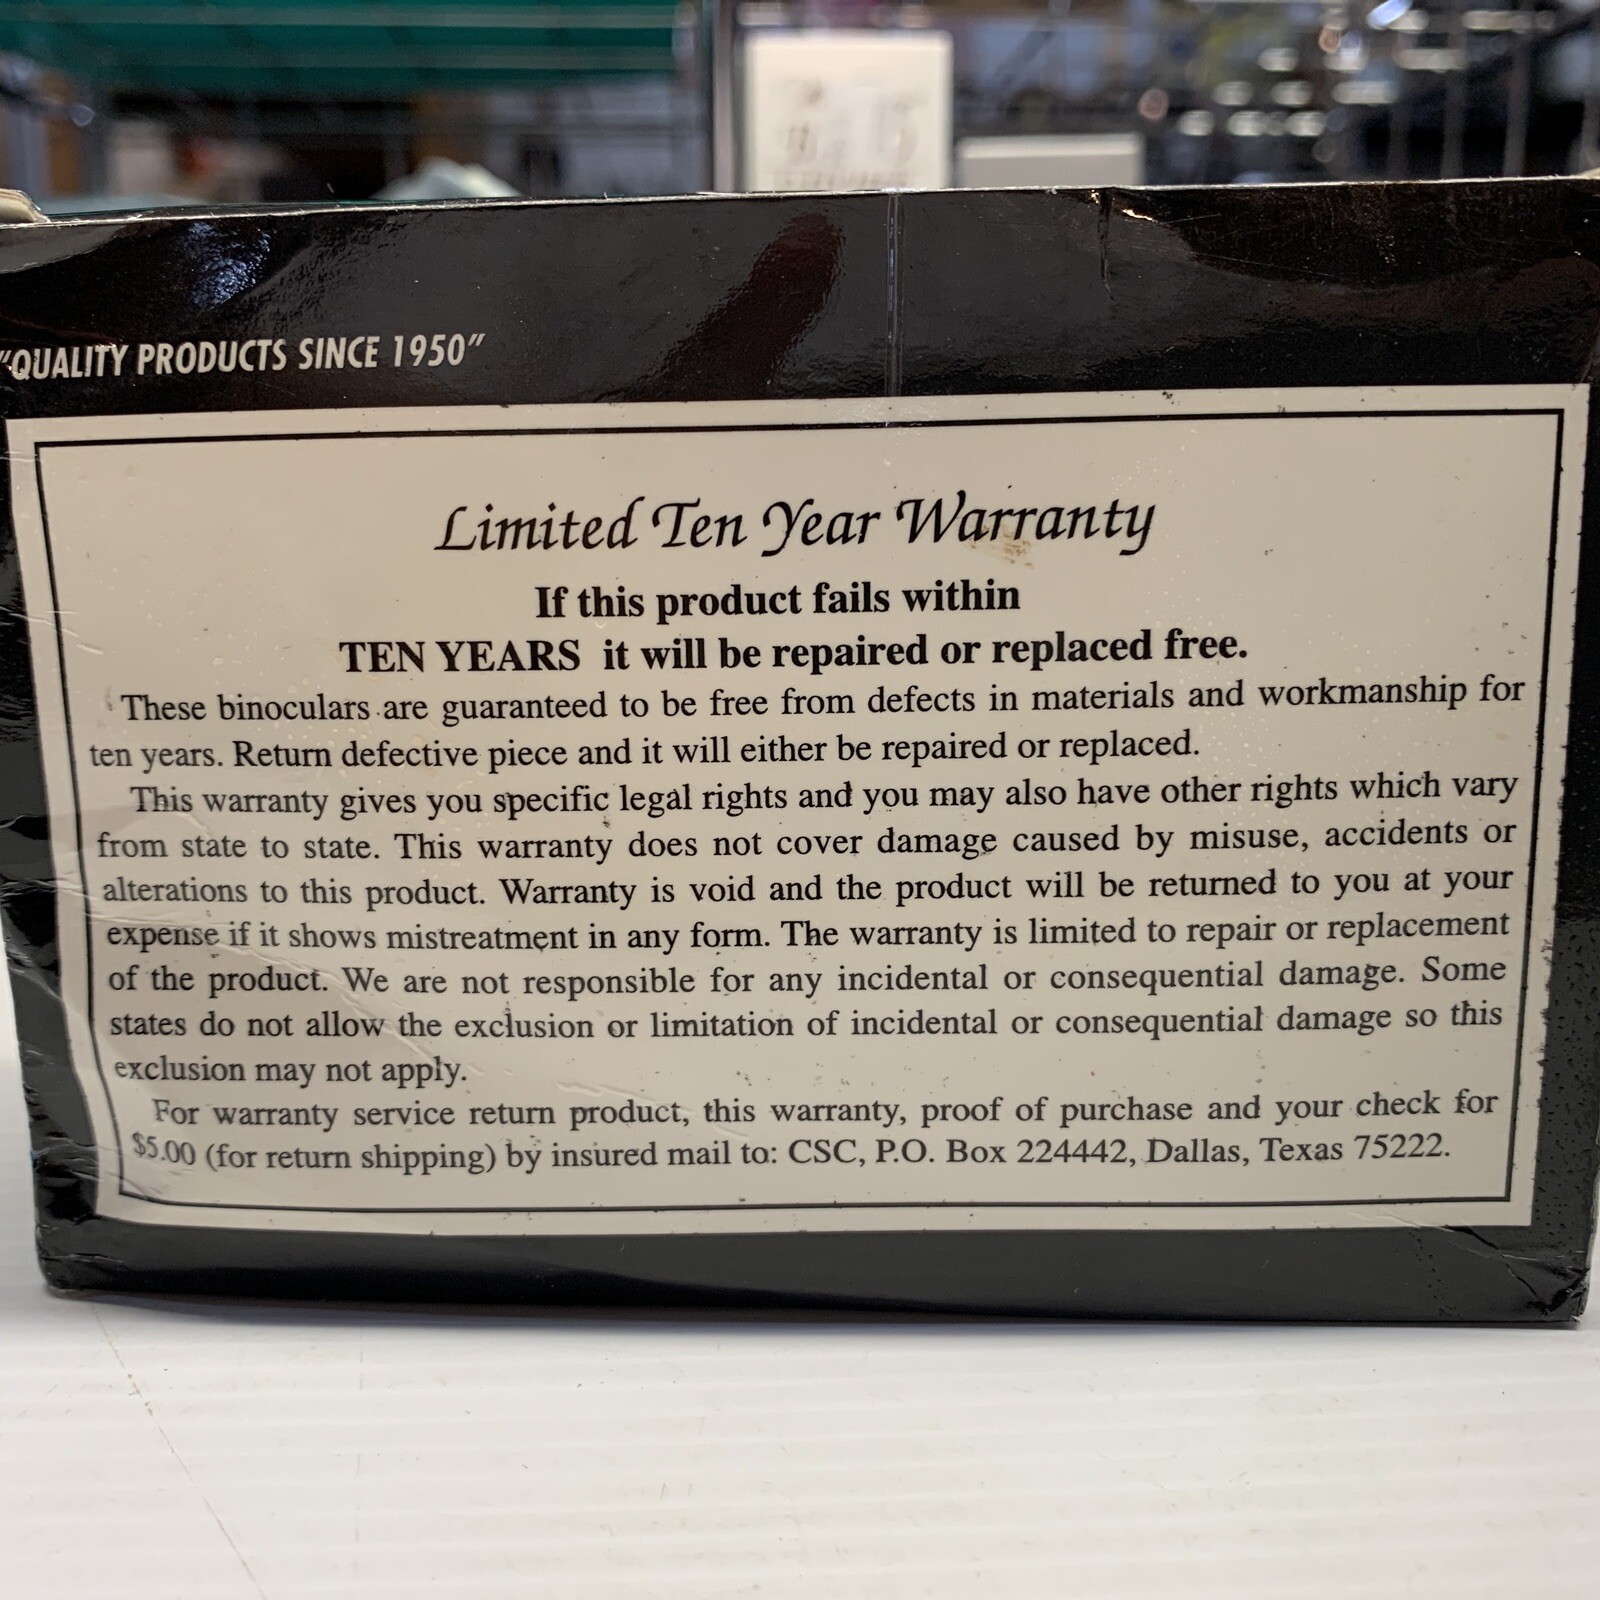 "QUALITY PRODUCTS SINCE 1950"
Limited Ten Year Warranty
If this product fails within
TEN YEARS it will be repaired or replaced free.
These binoculars are guaranteed to be free from defects in materials and workmanship for
ten years. Return defective piece and it will either be repaired or replaced.
This warranty gives you specific legal rights and you may also have other rights which vary
from state to state. This warranty does not cover damage caused by misuse, accidents or
alterations to this product. Warranty is void and the product will be returned to you at your
expense if it shows mistreatment in any form. The warranty is limited to repair or replacement
of the product. We are not responsible for any incidental or consequential damage. Some
states do not allow the exclusion or limitation of incidental or consequential damage so this
exclusion may not apply.
For warranty service return product, this warranty, proof of purchase and your check for
$5.00 (for return shipping) by insured mail to: CSC, P.O. Box 224442, Dallas, Texas 75222.